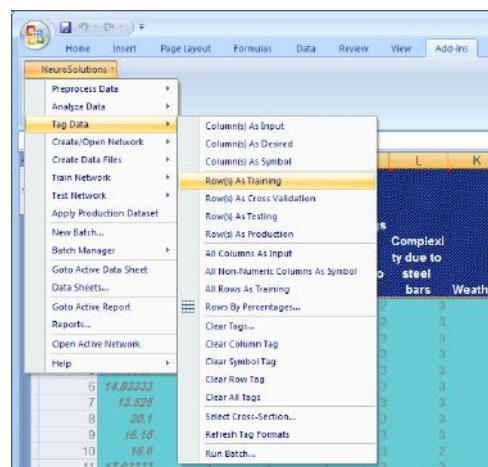 Home Insert Page Layout Formulas Data Review View Add-Ins
NeuroSolutions
Preprocess Data
Analyze Data
Tag Data
Create/Open Network
Create Data Files
Train Network
Test Network
Apply Production Dataset
New Batch...
Batch Manager
Goto Active Data Sheet
Data Sheets...
Goto Active Report
Reports...
Open Active Network
Help
Column(s) As Input
Column(s) As Desired
Column(s) As Symbol
Row(s) As Training
Row(s) As Cross Validation
Row(s) As Testing
Row(s) As Production
All Columns As Input
All Non-Numeric Columns As Symbol
All Rows As Training
Rows By Percentages...
Clear Tags...
Clear Column Tag
Clear Symbol Tag
Clear Row Tag
Clear All Tags
Select Cross-Section...
Refresh Tag Formats
Run Batch...
L K
Complexi
ty due to
steel
bars
Weath
6 14.83333
7 13.525
8 20.1
9 16.15
10 16.6